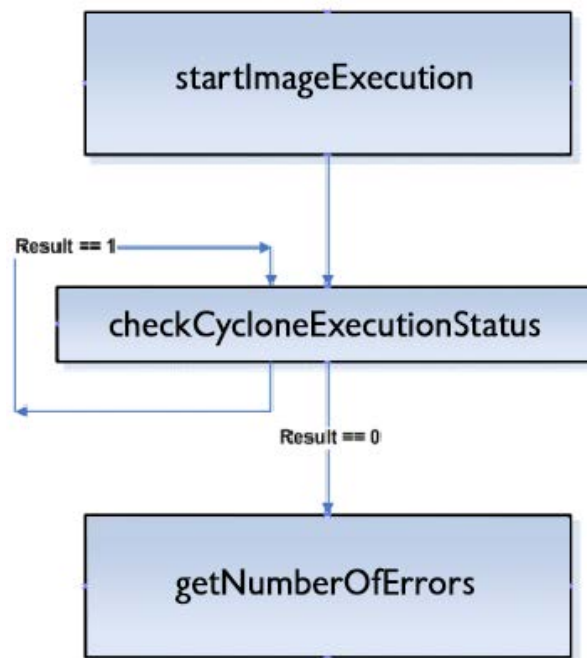 startImageExecution
Result == 1
checkCycloneExecutionStatus
Result == 0
getNumberOfErrors